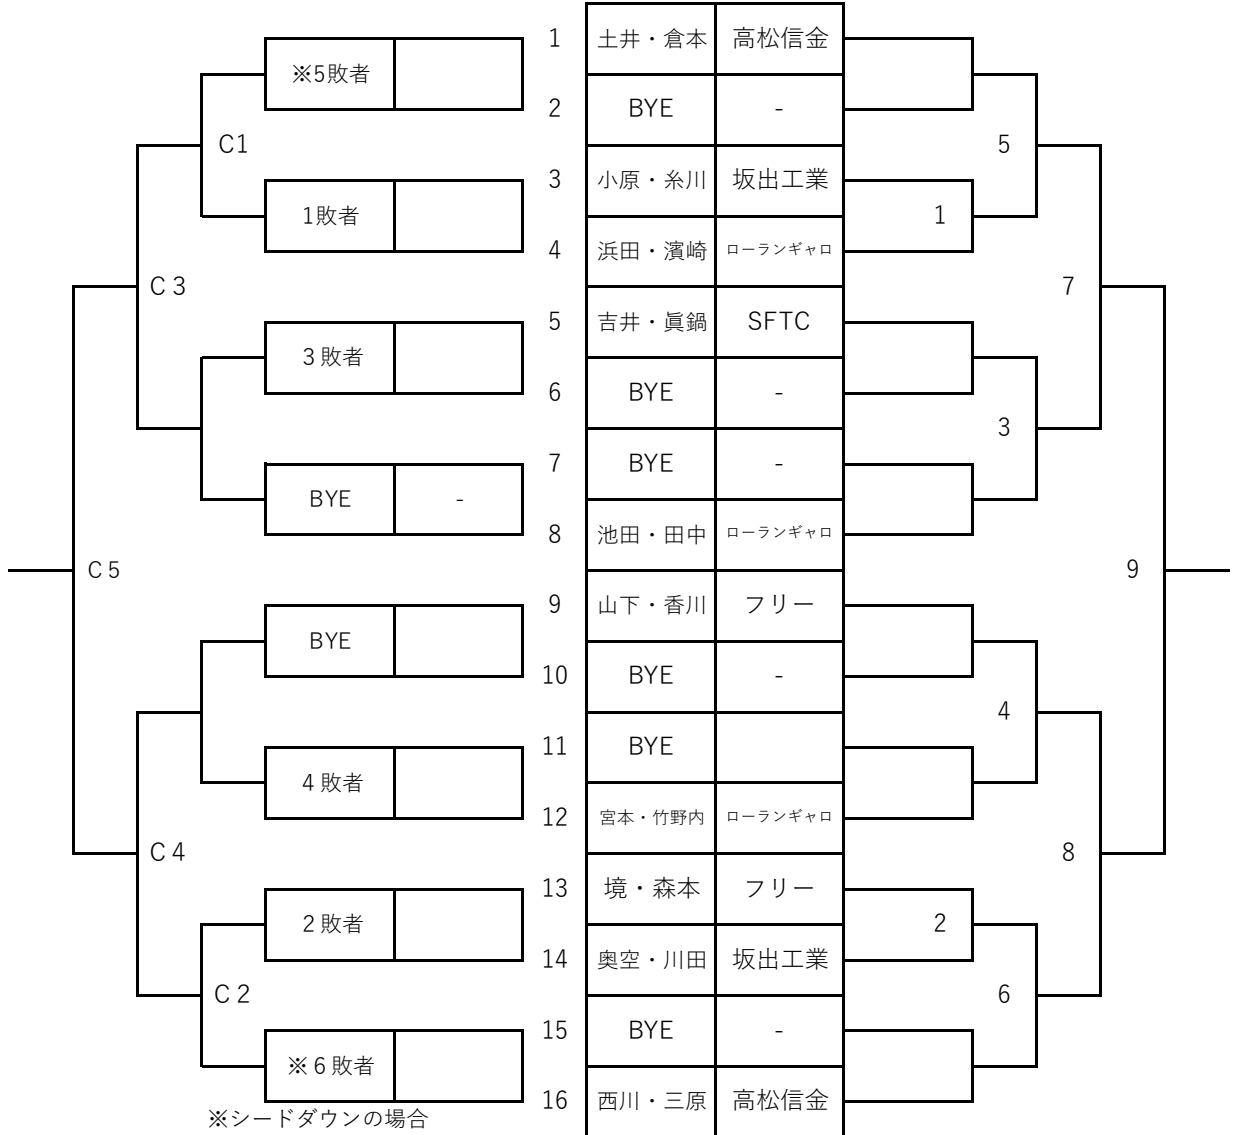 1 土井・倉本 高松信金
※5敗者
2 BYE -
C1
5
3 小原・糸川 坂出工業
1敗者
1
4 浜田・濱崎 ローランギャロ
C3
7
5 吉井・眞鍋 SFTC
3敗者
6 BYE -
3
7 BYE -
BYE -
8 池田・田中 ローランギャロ
C5
9
9 山下・香川 フリー
BYE
10 BYE -
4
11 BYE
4敗者
12 宮本・竹野内 ローランギャロ
C4
8
13 境・森本 フリー
2敗者
2
14 奥空・川田 坂出工業
C2
6
15 BYE -
※6敗者
16 西川・三原 高松信金
※シードダウンの場合